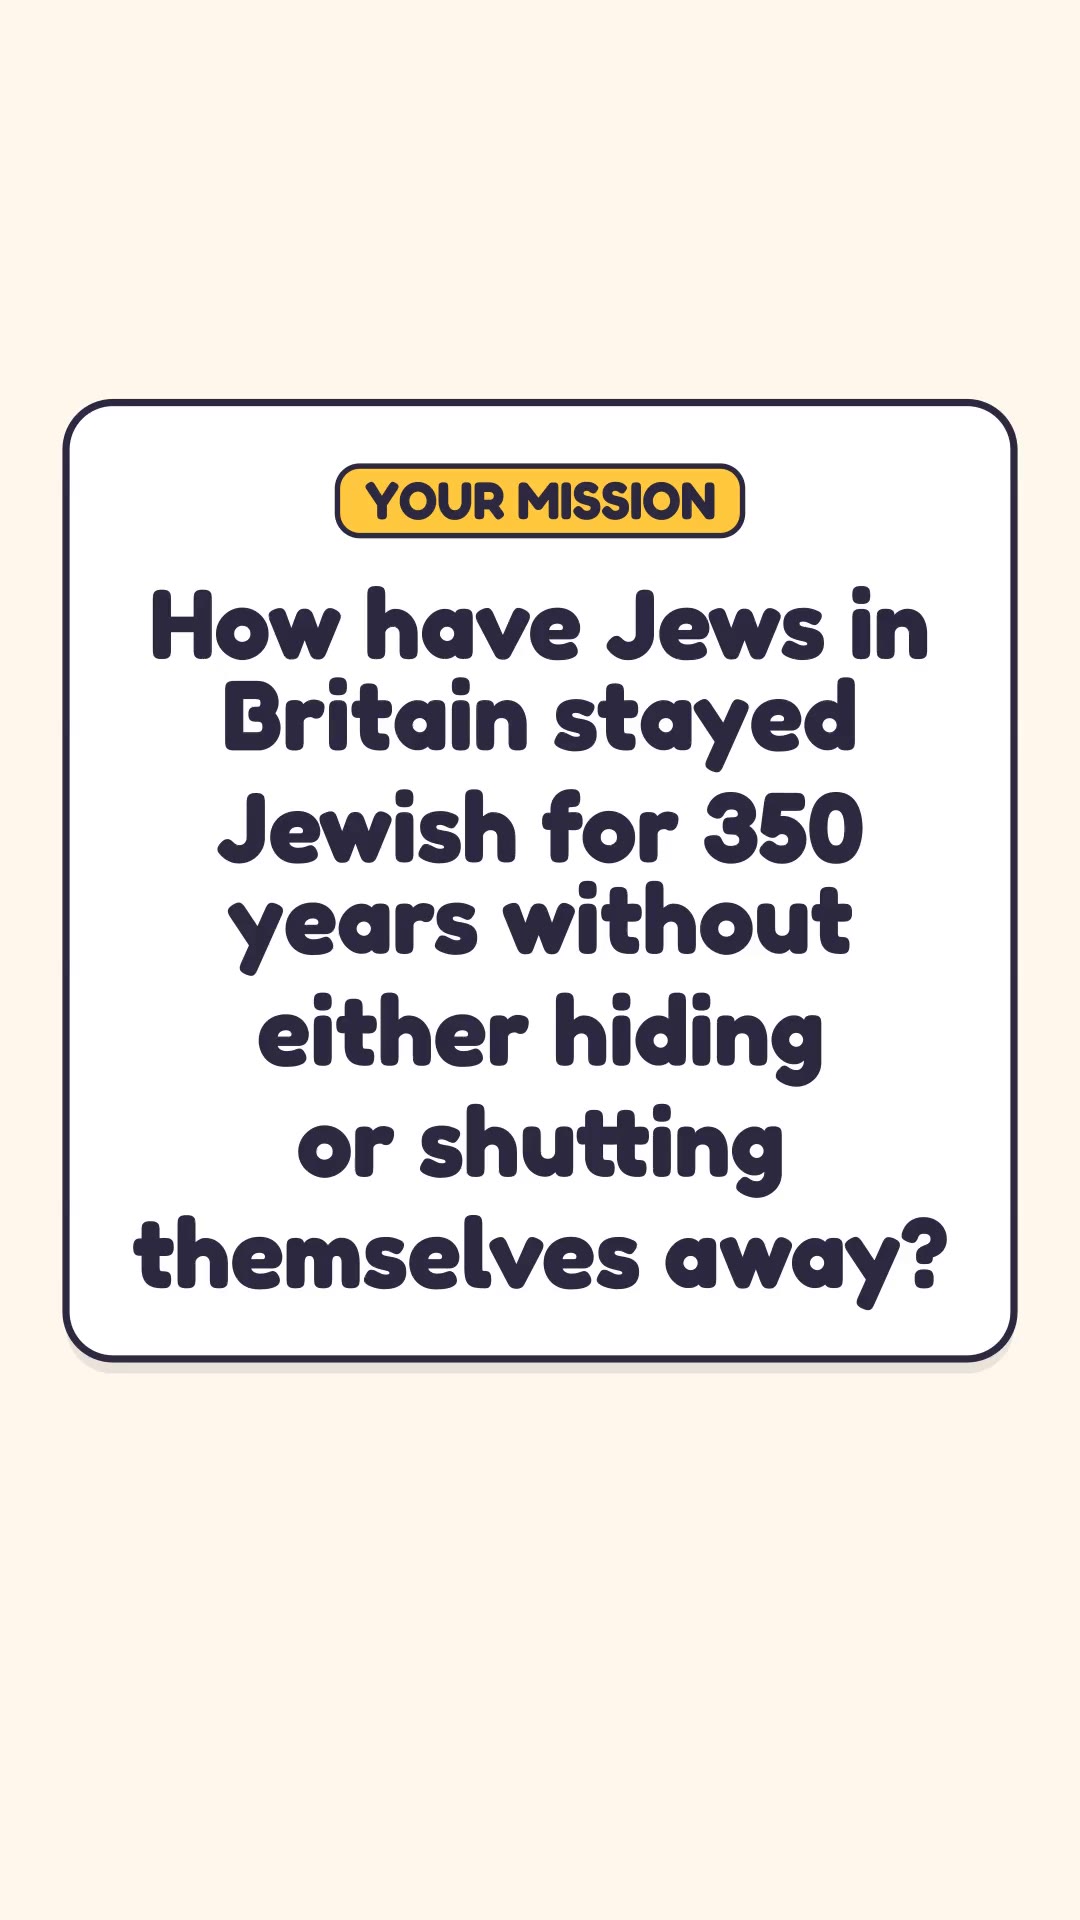 YOUR MISSION
How have Jews in
Britain stayed
Jewish for 350
years without
either hiding
or shutting
themselves away?